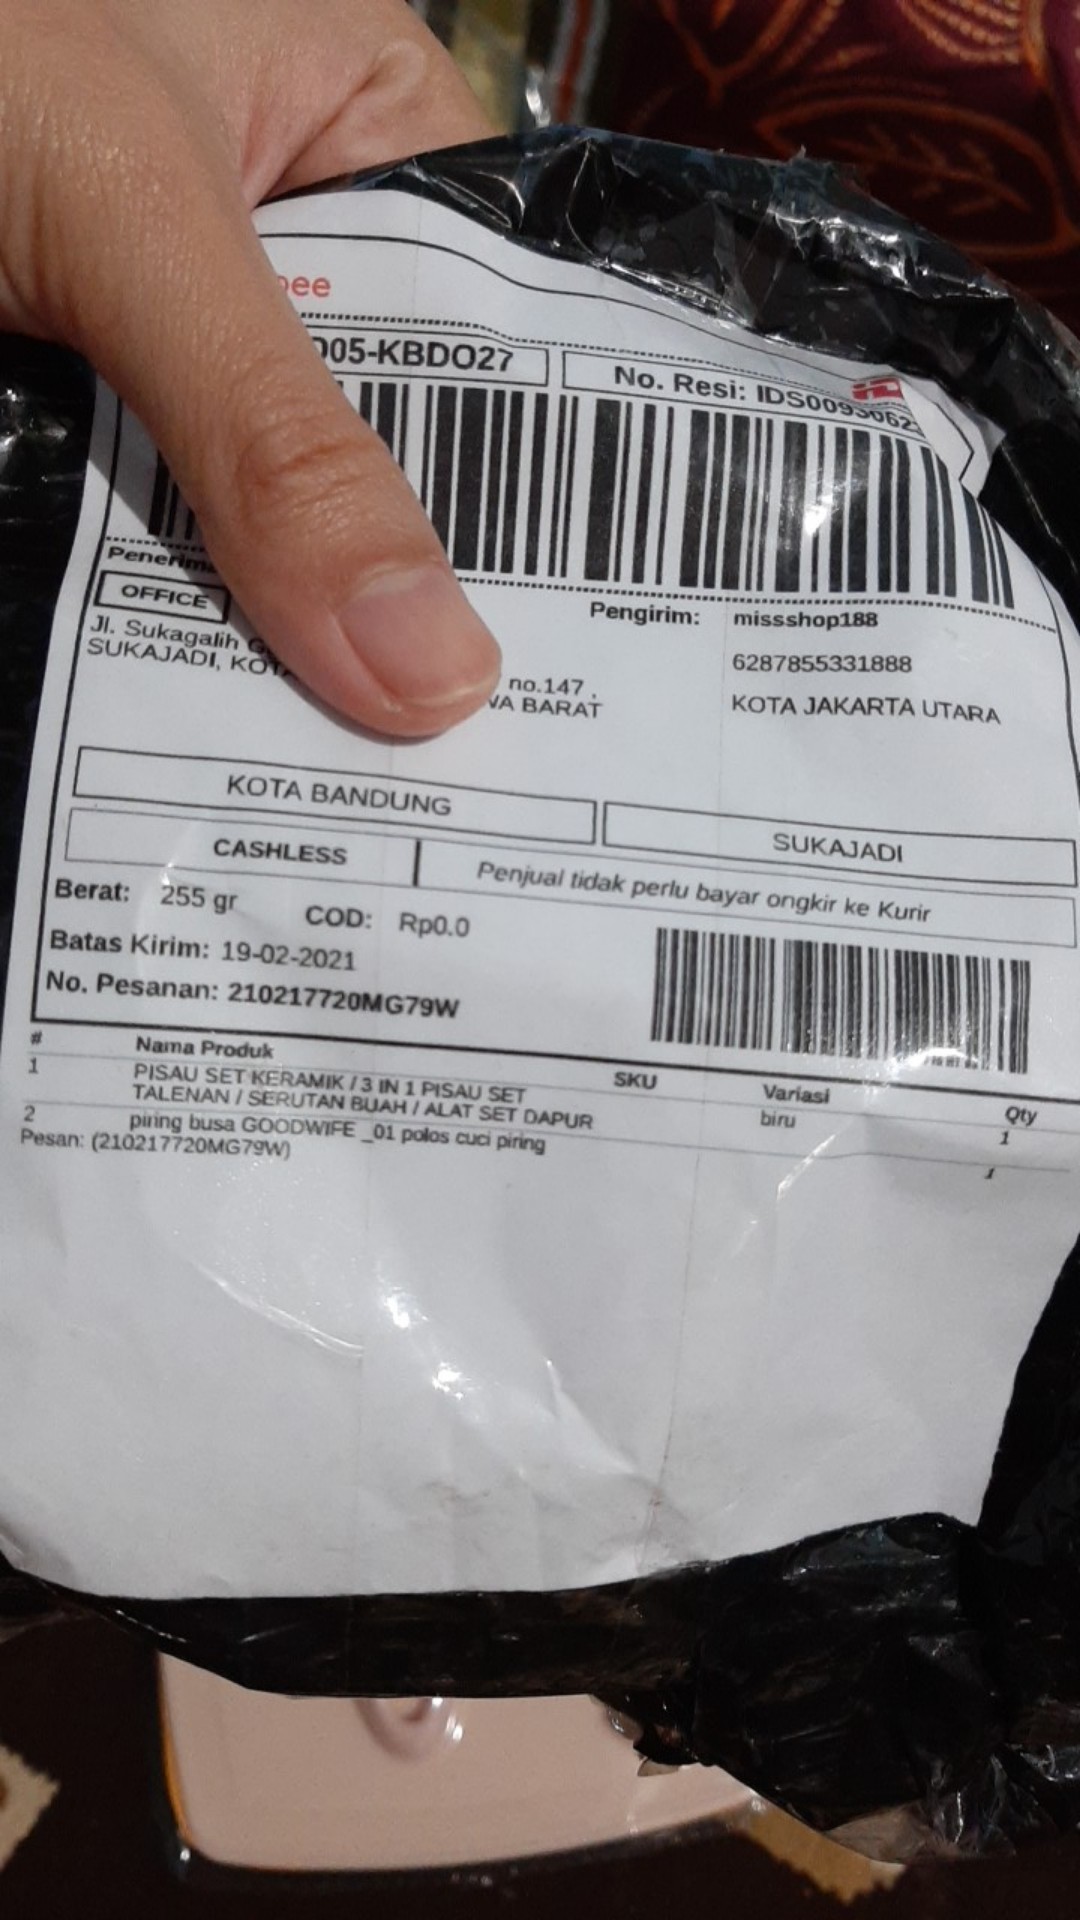 pee
005-KBDO27
No. Resi: IDS0093062
Penerima
OFFICE
Jl. Sukagalih G
no.147 ,
SUKAJADI, KOTA
WA BARAT
Pengirim: missshop188
6287855331888
KOTA JAKARTA UTARA
KOTA BANDUNG
SUKAJADI
CASHLESS
Penjual tidak perlu bayar ongkir ke Kurir
Berat: 255 gr
COD: Rp0.0
Batas Kirim: 19-02-2021
No. Pesanan: 210217720MG79W
# Nama Produk SKU Variasi Qty
1 PISAU SET KERAMIK / 3 IN 1 PISAU SET biru 1
TALENAN / SERUTAN BUAH / ALAT SET DAPUR
2 piring busa GOODWIFE _01 polos cuci piring 1
Pesan: (210217720MG79W)